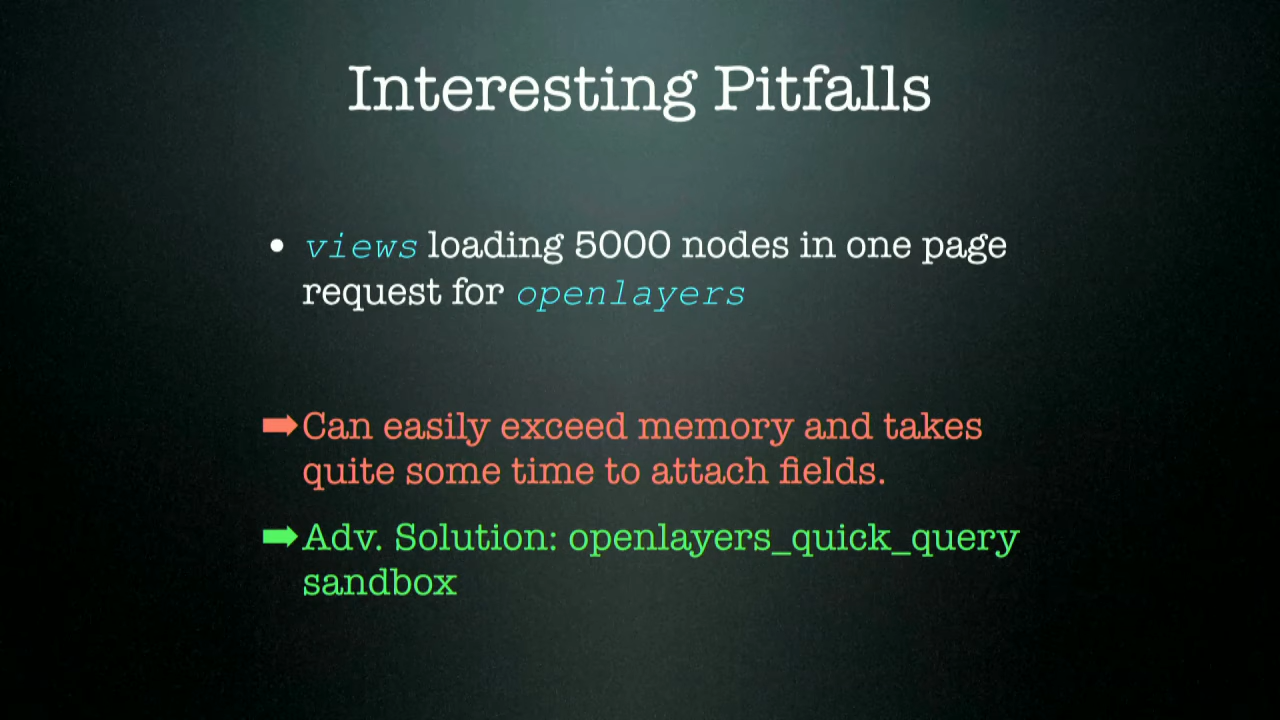 Interesting Pitfalls
• views loading 5000 nodes in one page
request for openlayers
➡Can easily exceed memory and takes
quite some time to attach fields.
➡Adv. Solution: openlayers_quick_query
sandbox